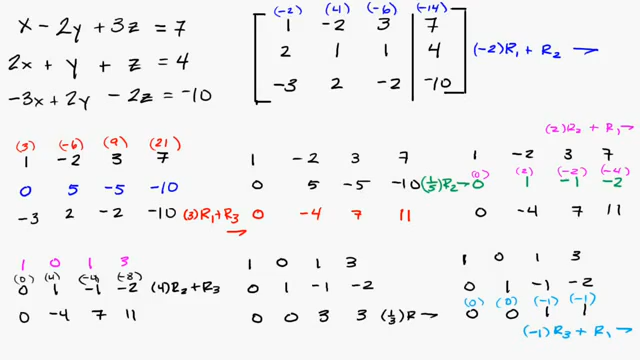 x - 2y + 3z = 7
2x + y + z = 4
-3x + 2y - 2z = -10
(-2) (4) (-6) (-14)
1 -2 3 7
2 1 1 4 (-2)R1 + R2 →
-3 2 -2 -10
(3) (-6) (9) (21)
1 -2 3 7
0 5 -5 -10
-3 2 -2 -10 (3)R1 + R3 →
1 -2 3 7
0 5 -5 -10 (1/5)R2 →
0 -4 7 11
(2)R2 + R1 →
1 -2 3 7
(0) (2) (-2) (-4)
0 1 -1 -2
0 -4 7 11
1 0 1 3
(0) (4) (-4) (-8)
0 1 -1 -2 (4)R2 + R3
0 -4 7 11
1 0 1 3
0 1 -1 -2
0 0 3 3 (1/3)R →
1 0 1 3
0 1 -1 -2
(0) (0) (-1) (-1)
0 0 1 1
(-1)R3 + R1 →